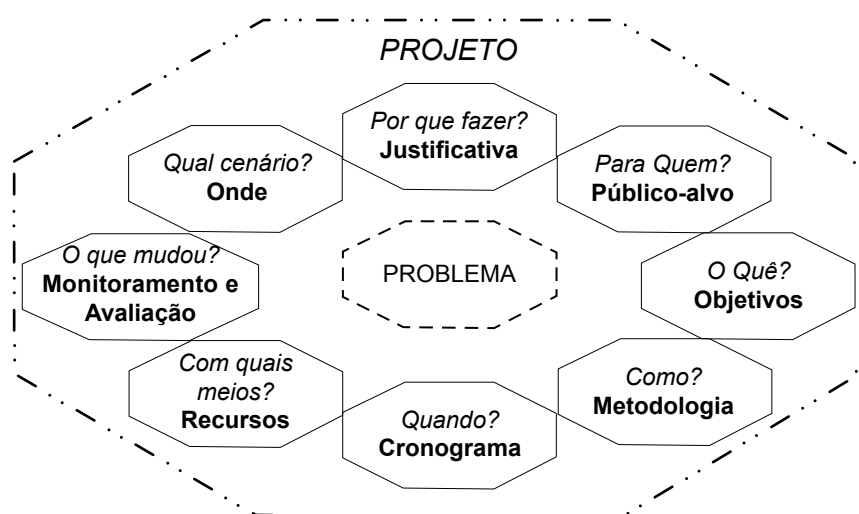 PROJETO
Por que fazer?
Justificativa
Qual cenário?
Onde
Para Quem?
Público-alvo
O que mudou?
Monitoramento e
Avaliação
PROBLEMA
O Quê?
Objetivos
Com quais
meios?
Recursos
Como?
Metodologia
Quando?
Cronograma